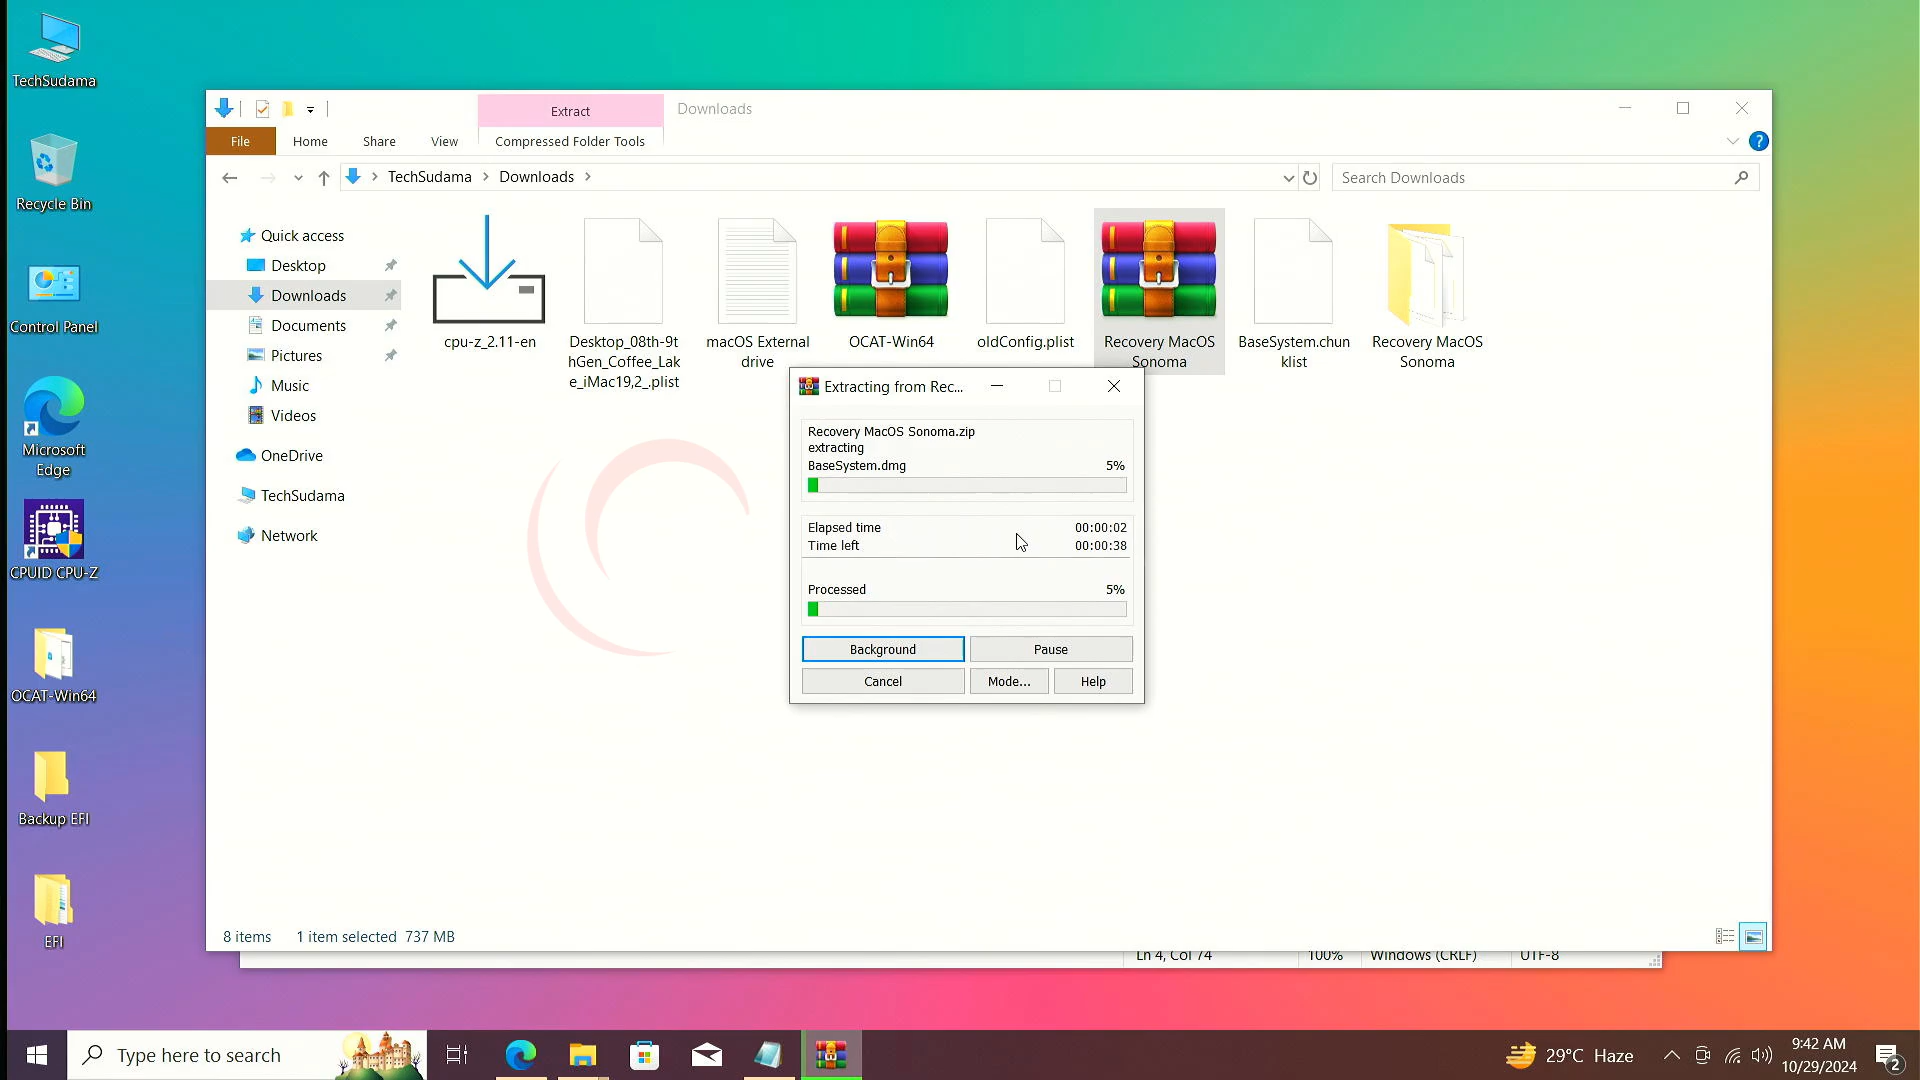 TechSudama
Recycle Bin
Control Panel
Microsoft
Edge
CPUID CPU-Z
OCAT-Win64
Backup EFI
EFI
Extract
Downloads
File
Home
Share
View
Compressed Folder Tools
?
TechSudama
Downloads
Search Downloads
Quick access
Desktop
Downloads
Documents
Pictures
Music
Videos
OneDrive
TechSudama
Network
cpu-z_2.11-en
Desktop_08th-9t
hGen_Coffee_Lak
e_iMac19,2_.plist
macOS External
drive
OCAT-Win64
oldConfig.plist
Recovery MacOS
Sonoma
BaseSystem.chun
klist
Recovery MacOS
Sonoma
Extracting from Rec...
Recovery MacOS Sonoma.zip
extracting
BaseSystem.dmg 5%
Elapsed time 00:00:02
Time left 00:00:38
Processed 5%
Background
Pause
Cancel
Mode...
Help
8 items 1 item selected 737 MB
Ln 4, Col 74 100% Windows (CRLF) UTF-8
Type here to search
29°C Haze
9:42 AM
10/29/2024
2